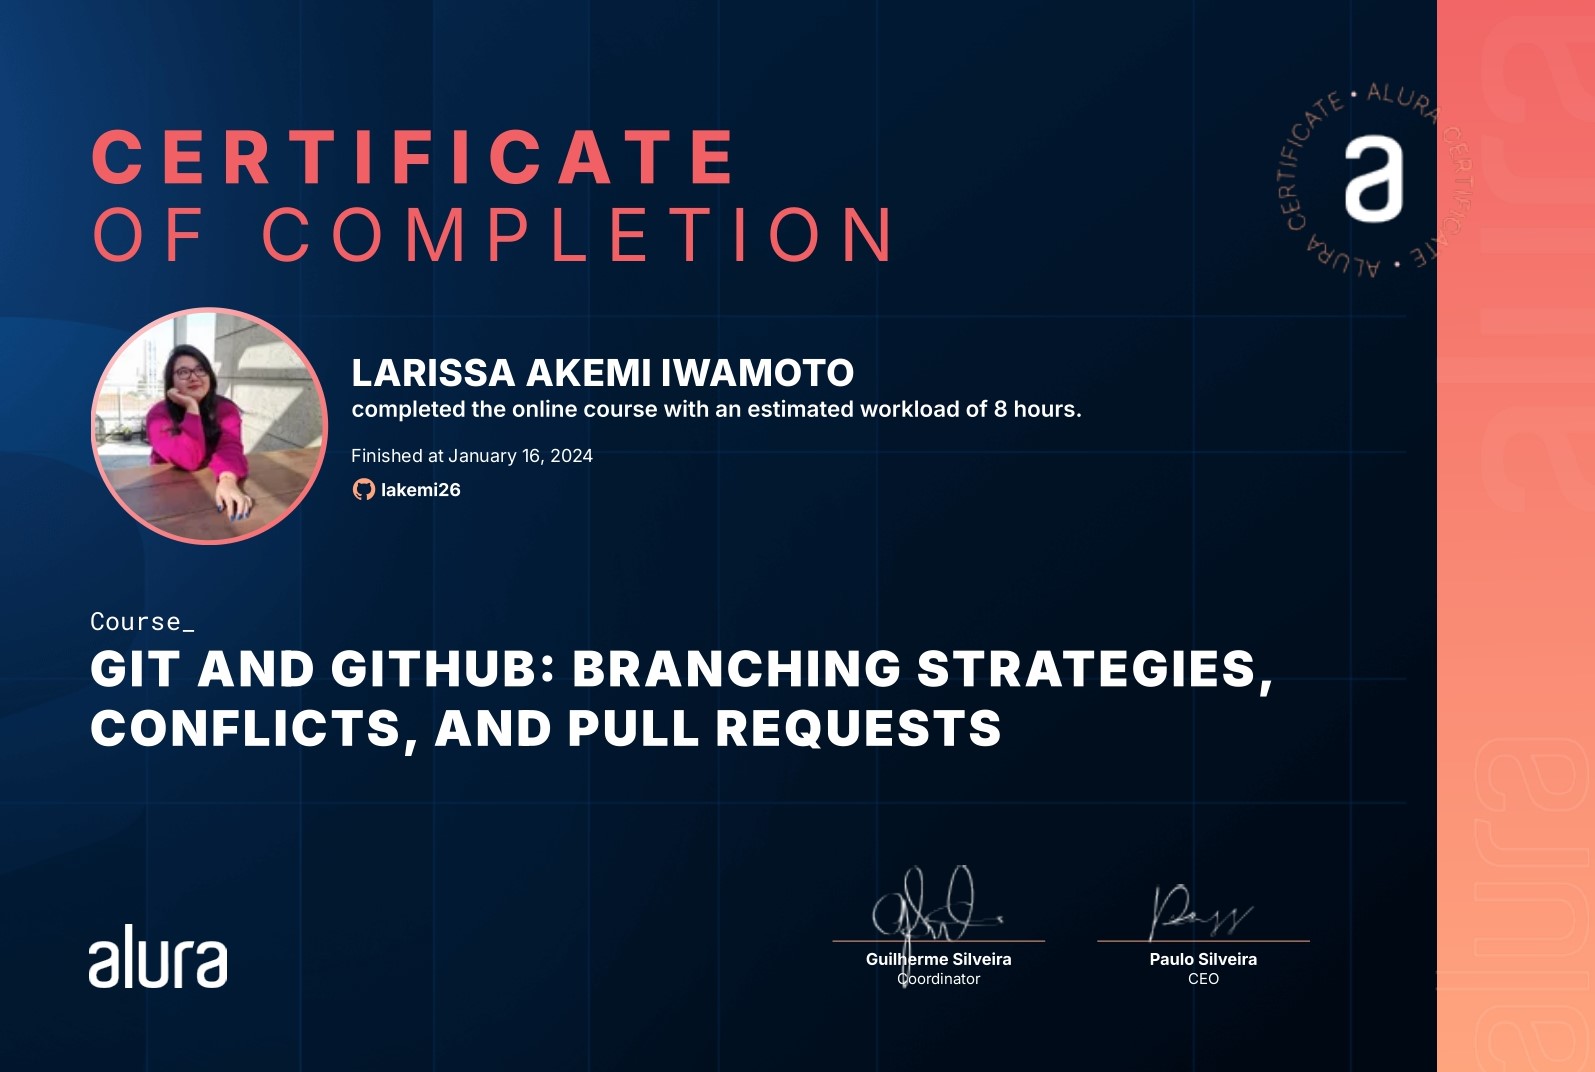 CERTIFICATE
OF COMPLETION
ALURA CERTIFICATE • ALURA CERTIFICATE •
a
LARISSA AKEMI IWAMOTO
completed the online course with an estimated workload of 8 hours.
Finished at January 16, 2024
lakemi26
Course_
GIT AND GITHUB: BRANCHING STRATEGIES,
CONFLICTS, AND PULL REQUESTS
alura
Guilherme Silveira
Coordinator
Paulo Silveira
CEO
alura
alura